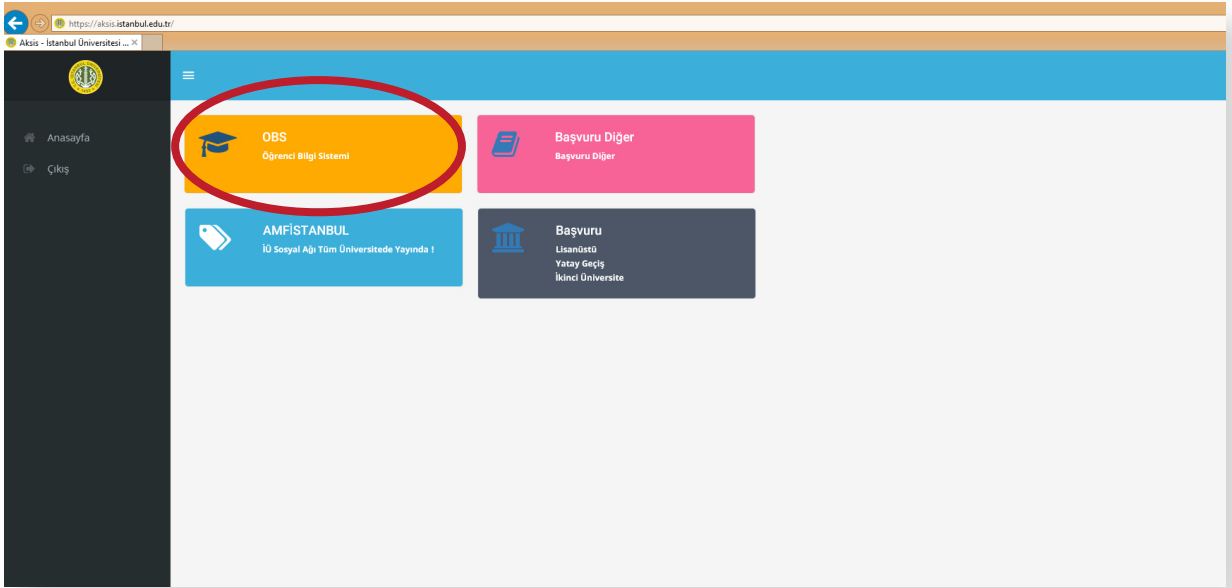 https://aksis.istanbul.edu.tr/
Aksis - İstanbul Üniversitesi ...
Anasayfa
Çıkış
OBS
Öğrenci Bilgi Sistemi
Başvuru Diğer
Başvuru Diğer
AMFİSTANBUL
İÜ Sosyal Ağı Tüm Üniversitede Yayında !
Başvuru
Lisanüstü
Yatay Geçiş
İkinci Üniversite